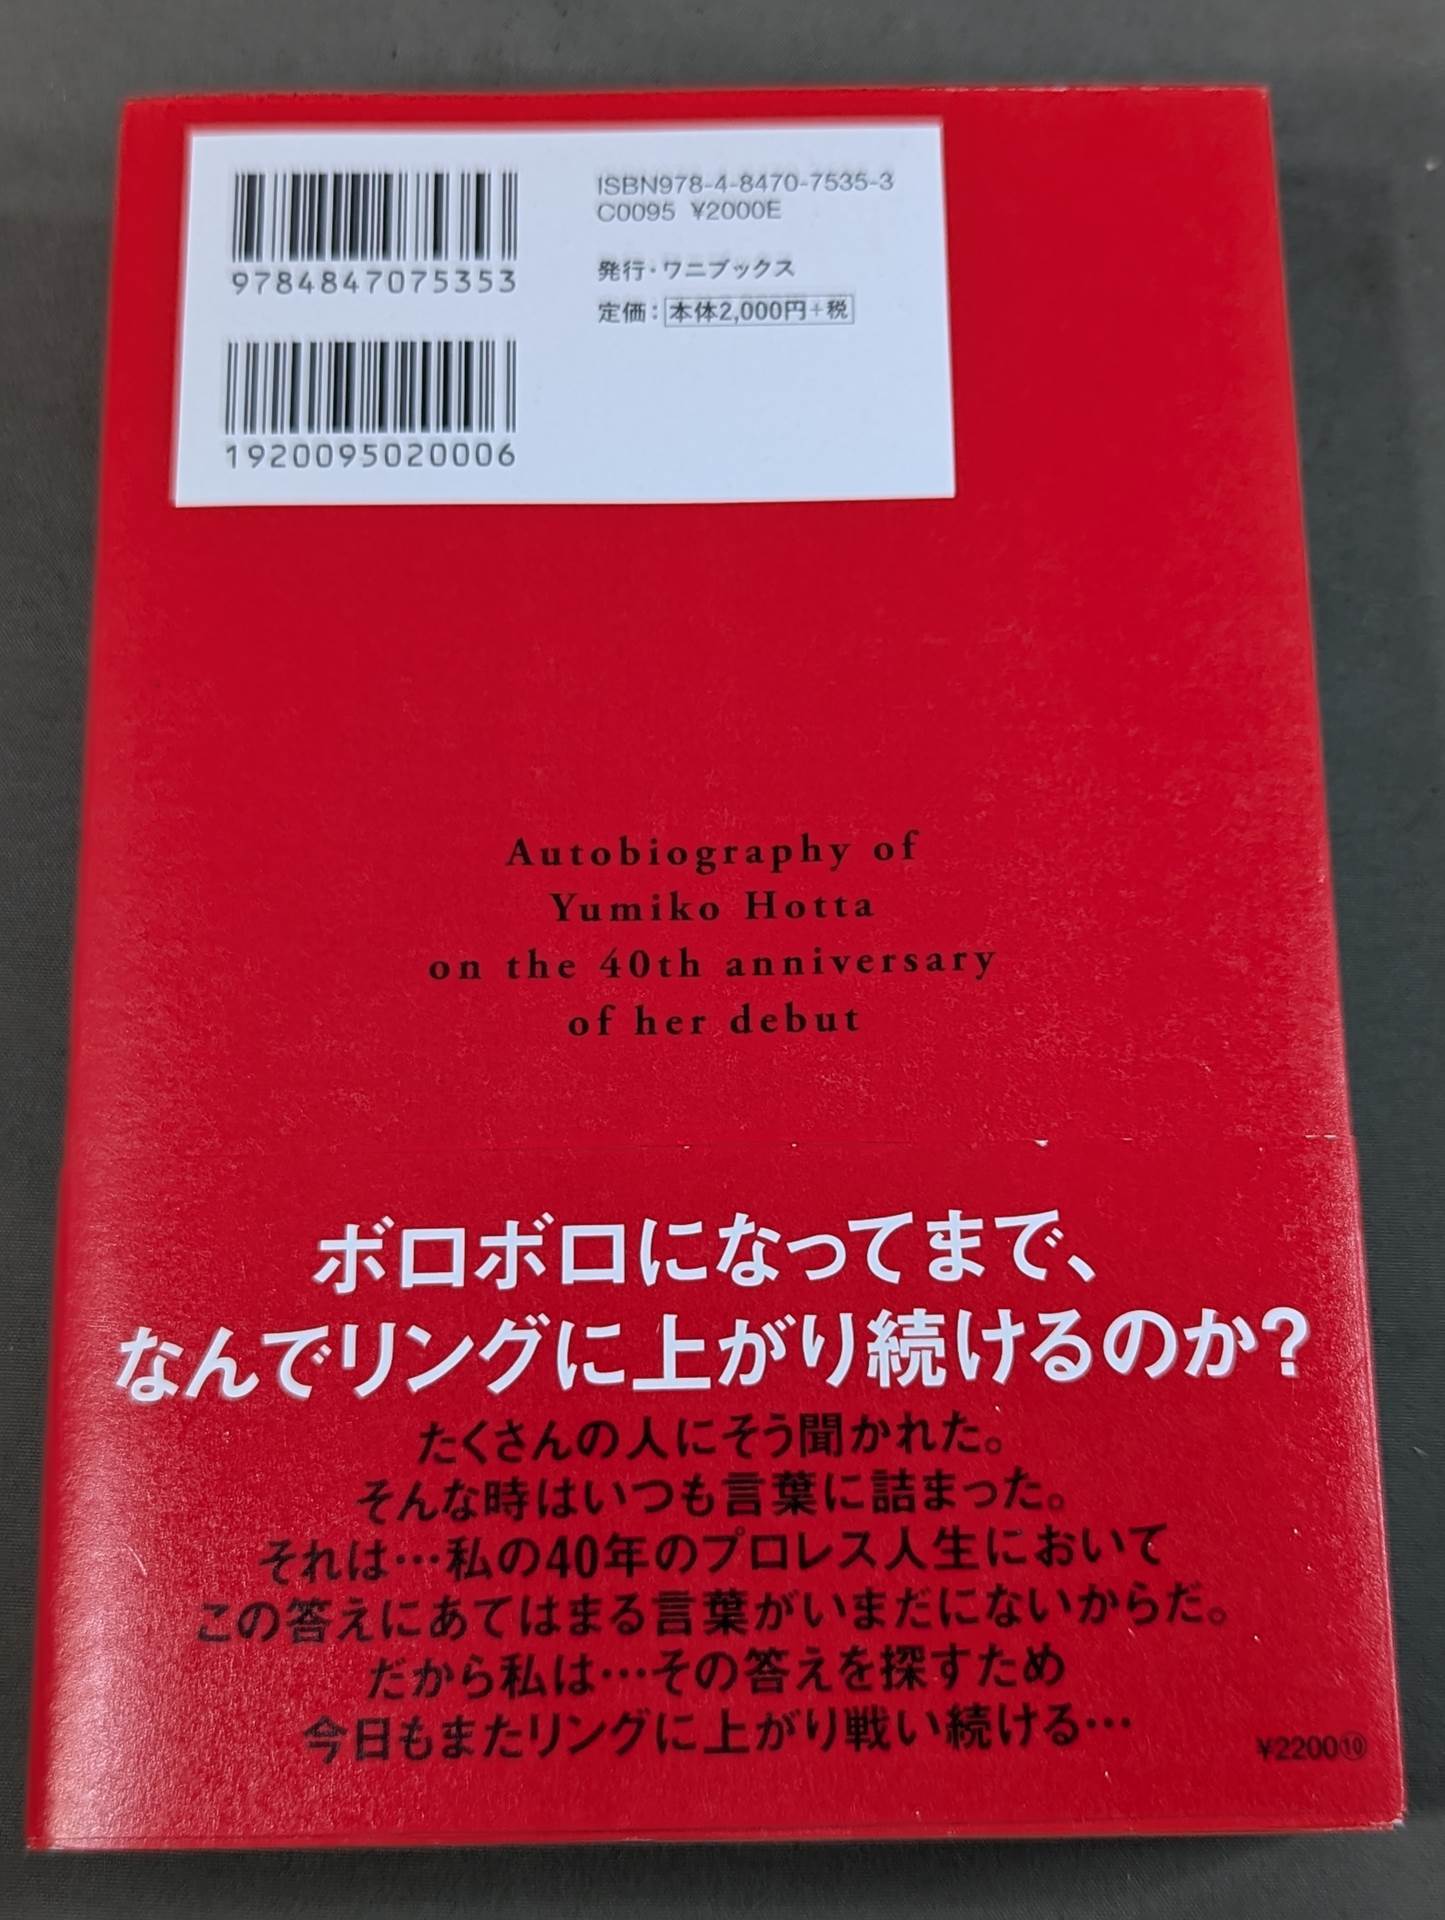 9784847075353
1920095020006
ISBN978-4-8470-7535-3
C0095 ¥2000E
発行・ワニブックス
定価：本体2,000円+税
Autobiography of
Yumiko Hotta
on the 40th anniversary
of her debut
ボロボロになってまで、
なんでリングに上がり続けるのか？
たくさんの人にそう聞かれた。
そんな時はいつも言葉に詰まった。
それは…私の40年のプロレス人生において
この答えにあてはまる言葉がいまだにないからだ。
だから私は…その答えを探すため
今日もまたリングに上がり戦い続ける…
¥2200⑩